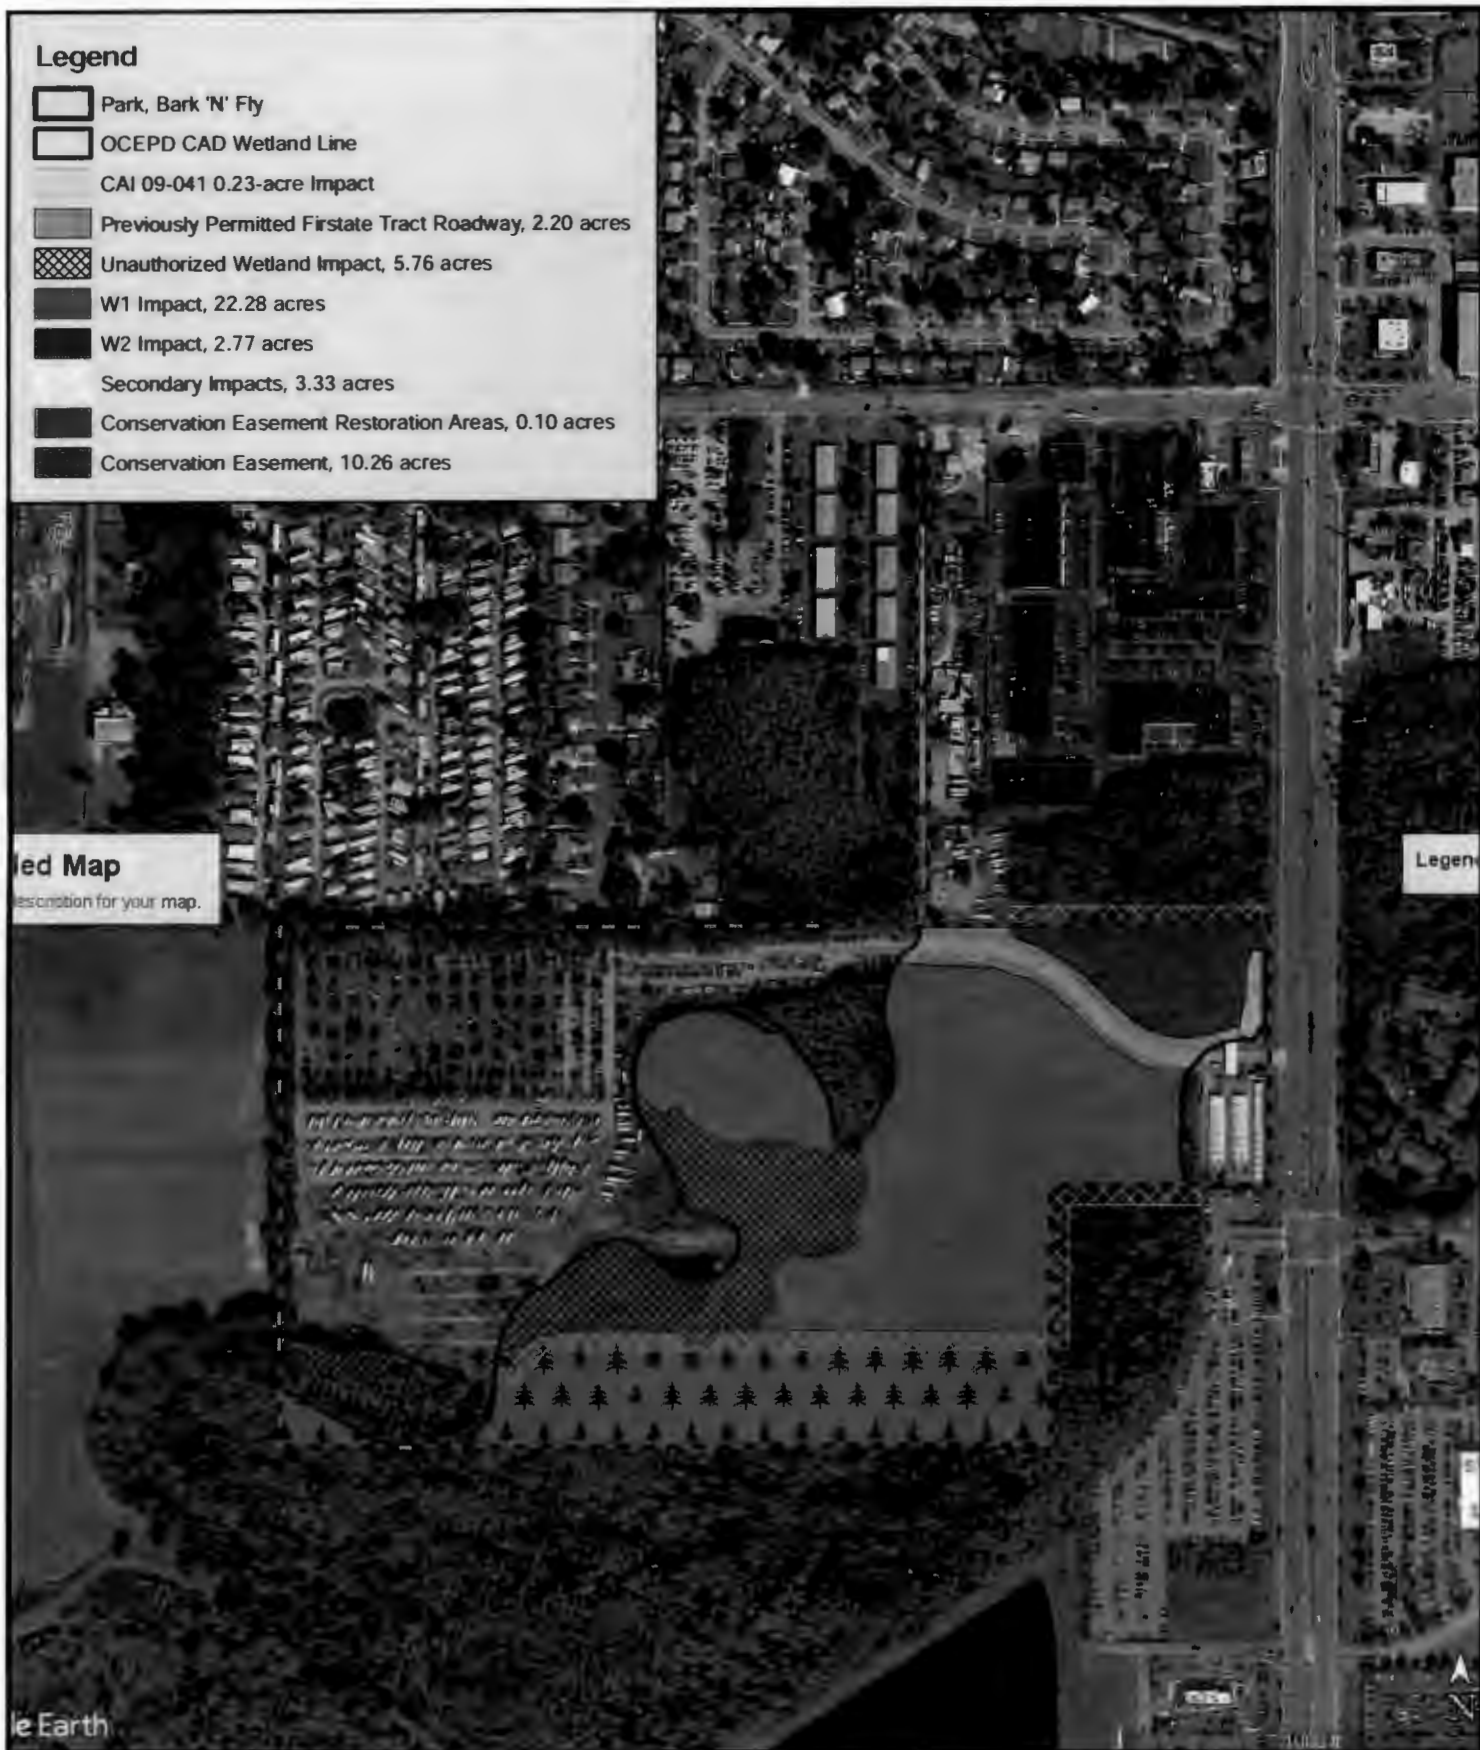 Legend
Park, Bark 'N' Fly
OCEPD CAD Wetland Line
CAI 09-041 0.23-acre Impact
Previously Permitted Firstate Tract Roadway, 2.20 acres
Unauthorized Wetland Impact, 5.76 acres
W1 Impact, 22.28 acres
W2 Impact, 2.77 acres
Secondary Impacts, 3.33 acres
Conservation Easement Restoration Areas, 0.10 acres
Conservation Easement, 10.26 acres
led Map
escription for your map.
Legen
le Earth
N